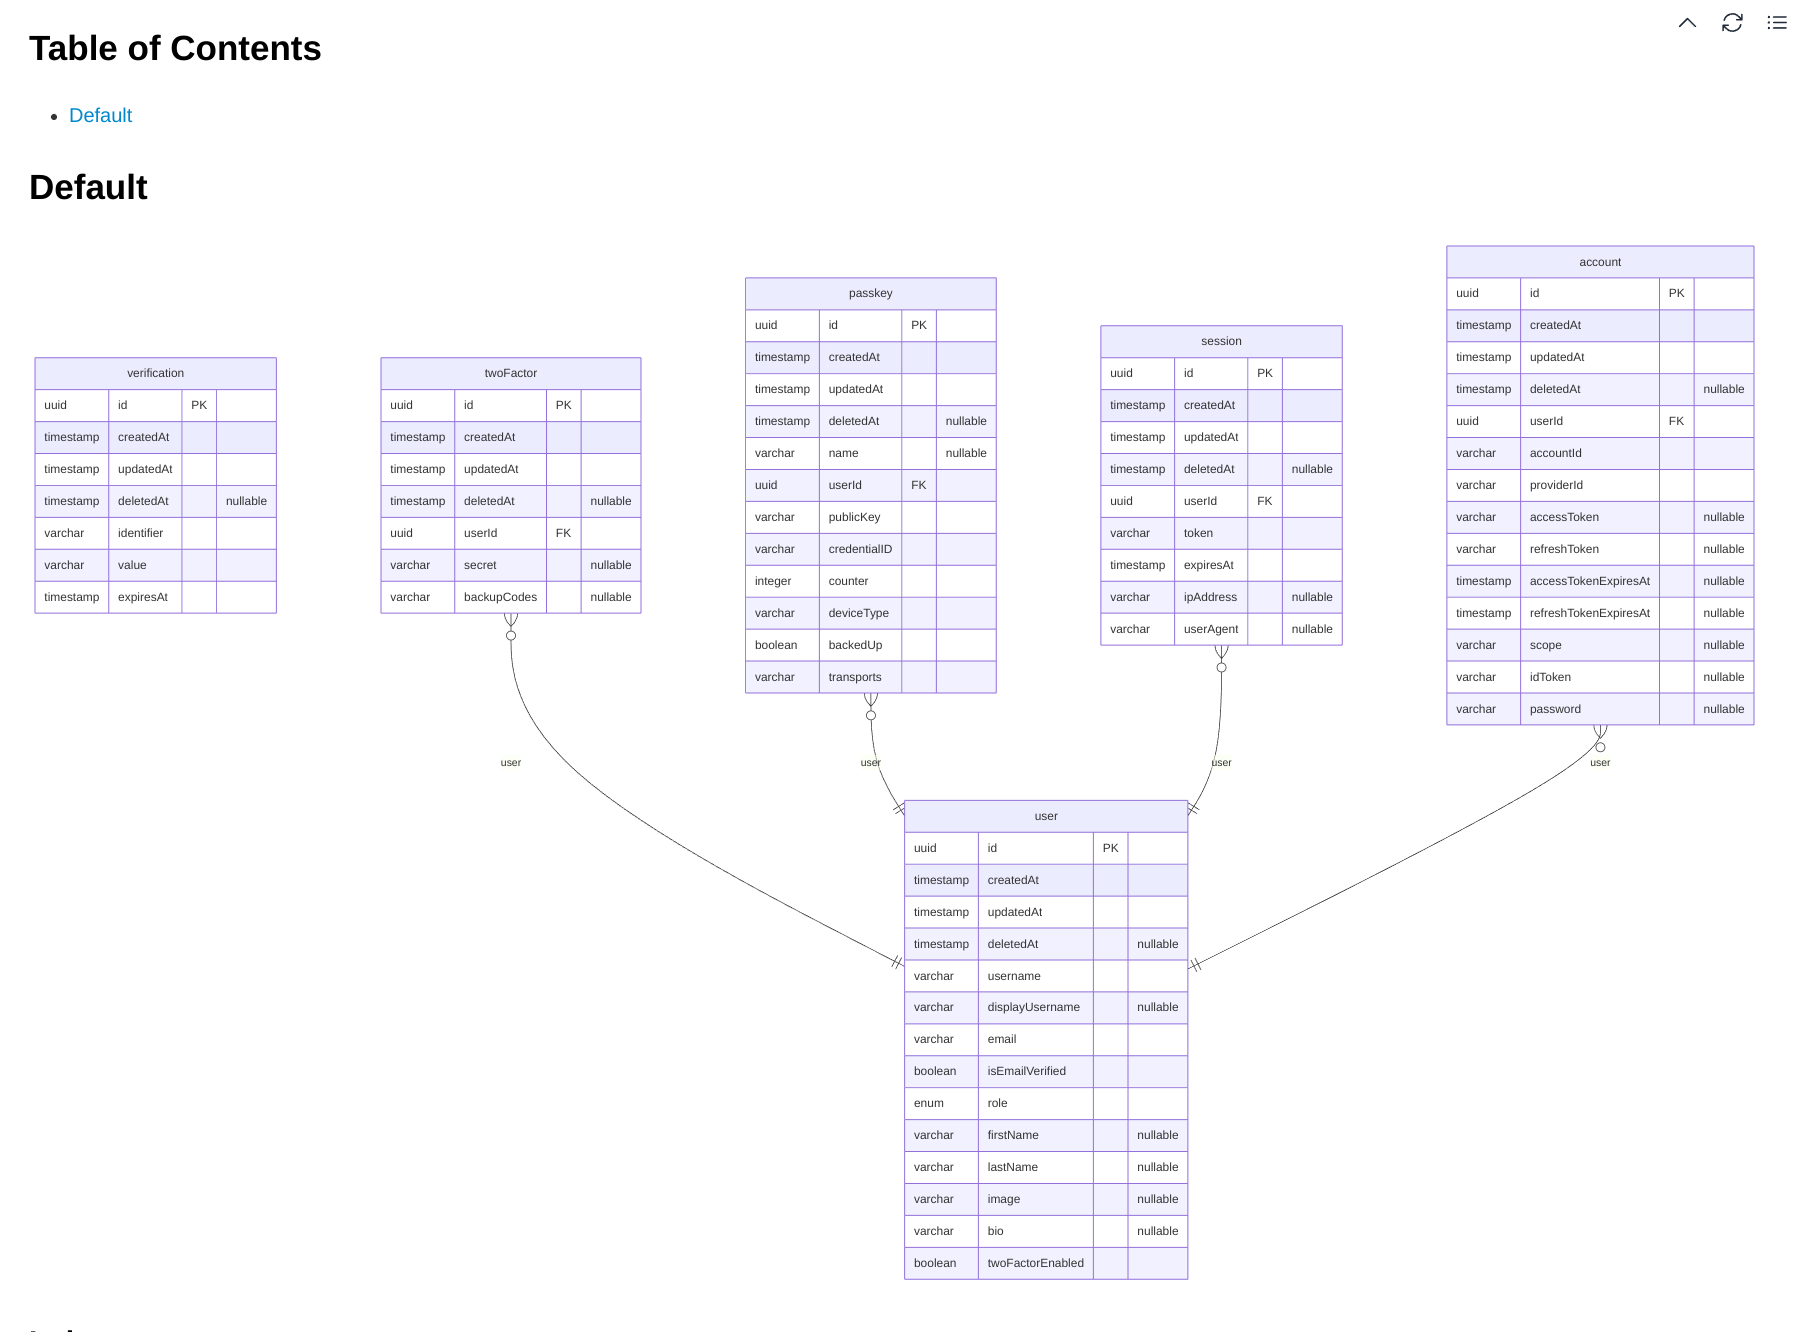 Table of Contents
Default
Default
verification
uuid id PK
timestamp createdAt
timestamp updatedAt
timestamp deletedAt nullable
varchar identifier
varchar value
timestamp expiresAt
twoFactor
uuid id PK
timestamp createdAt
timestamp updatedAt
timestamp deletedAt nullable
uuid userId FK
varchar secret nullable
varchar backupCodes nullable
passkey
uuid id PK
timestamp createdAt
timestamp updatedAt
timestamp deletedAt nullable
varchar name nullable
uuid userId FK
varchar publicKey
varchar credentialID
integer counter
varchar deviceType
boolean backedUp
varchar transports
session
uuid id PK
timestamp createdAt
timestamp updatedAt
timestamp deletedAt nullable
uuid userId FK
varchar token
timestamp expiresAt
varchar ipAddress nullable
varchar userAgent nullable
account
uuid id PK
timestamp createdAt
timestamp updatedAt
timestamp deletedAt nullable
uuid userId FK
varchar accountId
varchar providerId
varchar accessToken nullable
varchar refreshToken nullable
timestamp accessTokenExpiresAt nullable
timestamp refreshTokenExpiresAt nullable
varchar scope nullable
varchar idToken nullable
varchar password nullable
user
user
user
user
user
uuid id PK
timestamp createdAt
timestamp updatedAt
timestamp deletedAt nullable
varchar username
varchar displayUsername nullable
varchar email
boolean isEmailVerified
enum role
varchar firstName nullable
varchar lastName nullable
varchar image nullable
varchar bio nullable
boolean twoFactorEnabled